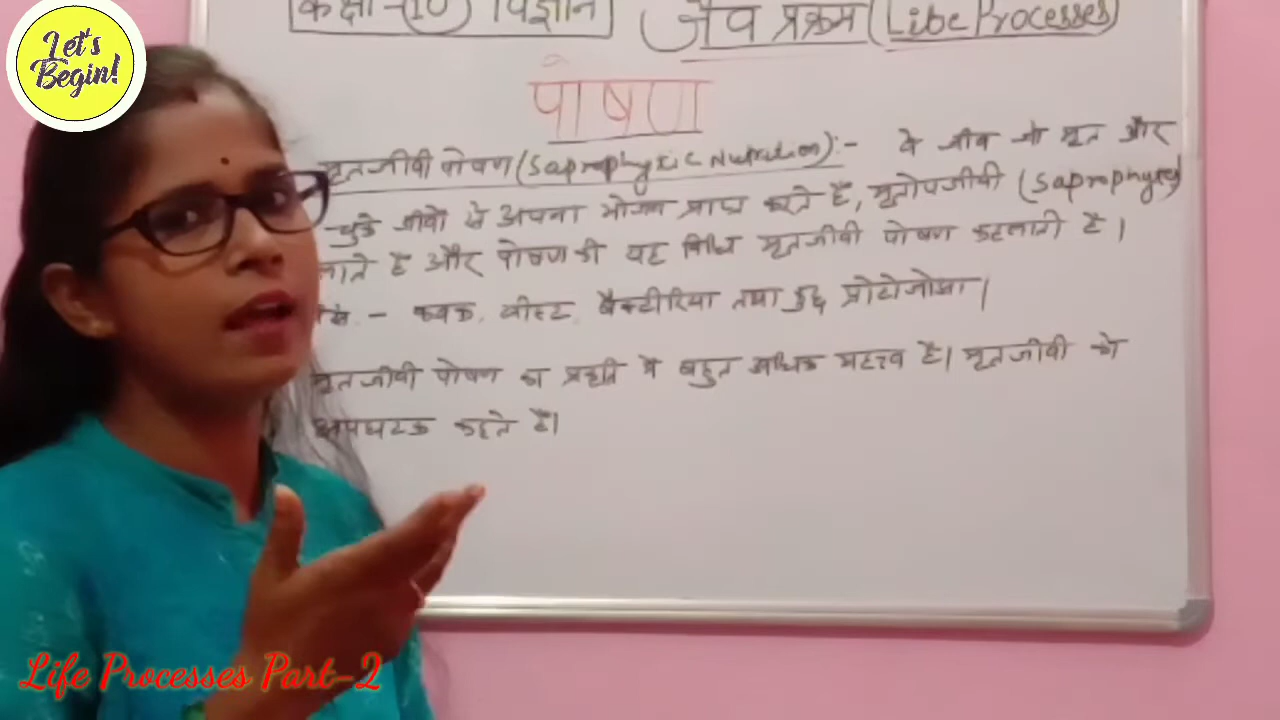 Let's
Begin!
कक्षा-(10) विज्ञान
जैव प्रक्रम (Libe Processes)
पोषण
मृतजीवी पोषण (Saprophytic Nutrition):- वे जीव जो मृत और
चुके जीवो से अपना भोजन प्राप्त करते है, मृतोपजीवी (Saprophytes)
लाते है और पोषण की यह विधि मृतजीवी पोषण कहलाती है।
- कवक, यीस्ट, बैक्टीरिया तथा कुछ प्रोटोजोआ।
मृतजीवी पोषण का प्रकृति मे बहुत अधिक महत्त्व है। मृतजीवी को
अपघटक कहते है।
Life Processes Part-2